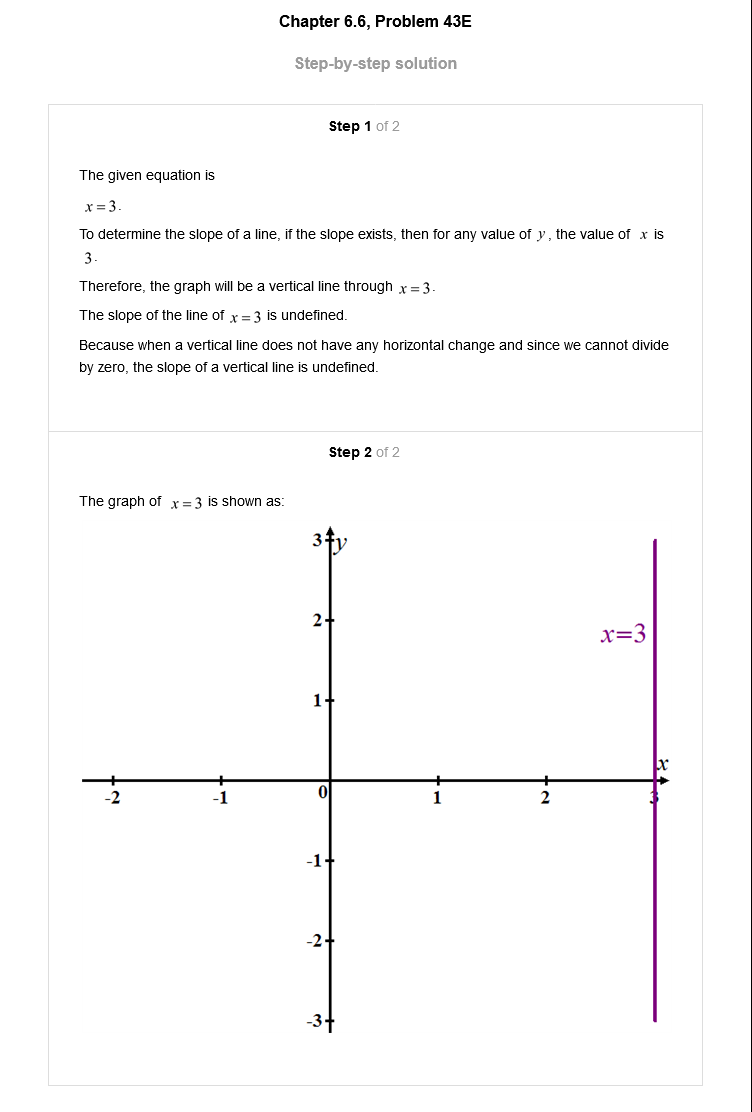 Chapter 6.6, Problem 43E
Step-by-step solution
Step 1 of 2
The given equation is
x = 3.
To determine the slope of a line, if the slope exists, then for any value of y, the value of x is
3.
Therefore, the graph will be a vertical line through x = 3.
The slope of the line of x = 3 is undefined.
Because when a vertical line does not have any horizontal change and since we cannot divide
by zero, the slope of a vertical line is undefined.
Step 2 of 2
The graph of x = 3 is shown as:
3 y
2
x=3
1
x
-2 -1 0 1 2 3
-1
-2
-3